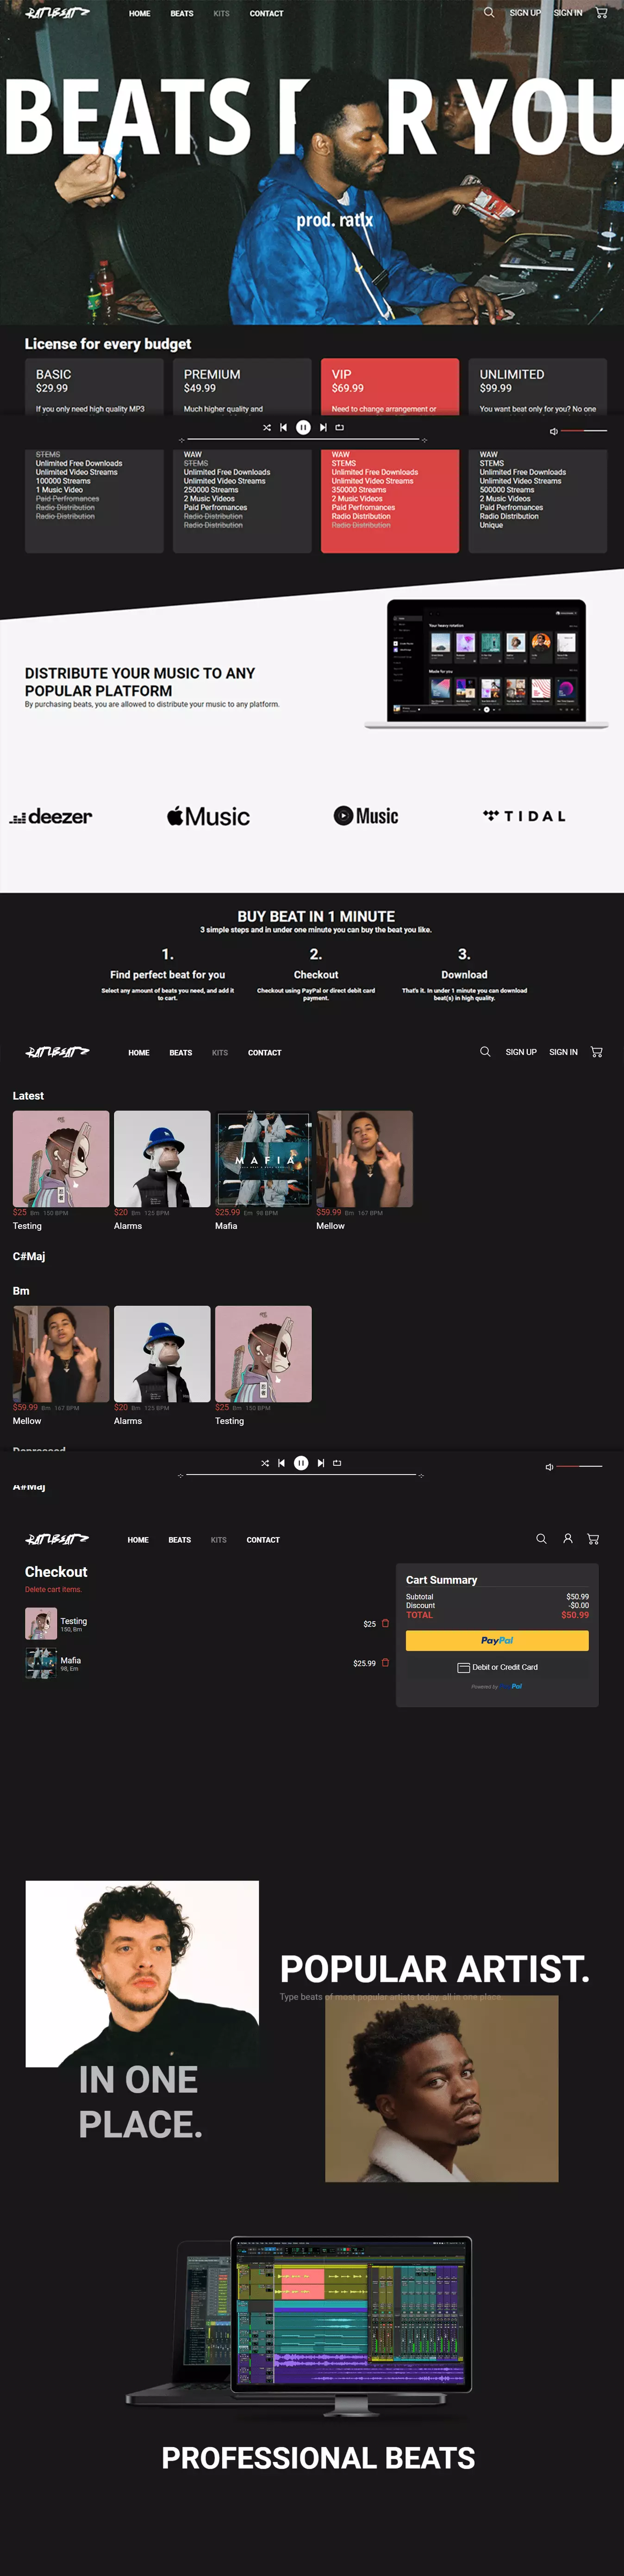 RATLBEATZ
HOME
BEATS
KITS
CONTACT
SIGN UP
SIGN IN
BEATS F R YOU
prod. ratlx
License for every budget
BASIC
$29.99
If you only need high quality MP3
STEMS
Unlimited Free Downloads
Unlimited Video Streams
100000 Streams
1 Music Video
Paid Perfromances
Radio Distribution
Radio Distribution
PREMIUM
$49.99
Much higher quality and
WAW
STEMS
Unlimited Free Downloads
Unlimited Video Streams
250000 Streams
2 Music Videos
Paid Perfromances
Radio Distribution
Radio Distribution
VIP
$69.99
Need to change arrangement or
WAW
STEMS
Unlimited Free Downloads
Unlimited Video Streams
350000 Streams
2 Music Videos
Paid Perfromances
Radio Distribution
Radio Distribution
UNLIMITED
$99.99
You want beat only for you? No one
WAW
STEMS
Unlimited Free Downloads
Unlimited Video Streams
500000 Streams
2 Music Videos
Paid Perfromances
Radio Distribution
Unique
DISTRIBUTE YOUR MUSIC TO ANY
POPULAR PLATFORM
By purchasing beats, you are allowed to distribute your music to any platform.
Your heavy rotation
Made for you
deezer
Music
Music
TIDAL
BUY BEAT IN 1 MINUTE
3 simple steps and in under one minute you can buy the beat you like.
1.
Find perfect beat for you
Select any amount of beats you need, and add it
to cart.
2.
Checkout
Checkout using PayPal or direct debit card
payment.
3.
Download
That's it. In under 1 minute you can download
beat(s) in high quality.
RATLBEATZ
HOME
BEATS
KITS
CONTACT
SIGN UP
SIGN IN
Latest
MAFIA
$25 Bm 150 BPM
Testing
$20 Bm 125 BPM
Alarms
$25.99 Em 98 BPM
Mafia
$59.99 Bm 167 BPM
Mellow
C#Maj
Bm
$59.99 Bm 167 BPM
Mellow
$20 Bm 125 BPM
Alarms
$25 Bm 150 BPM
Testing
Depressed
A#Maj
RATLBEATZ
HOME
BEATS
KITS
CONTACT
Checkout
Delete cart items.
Testing
150, Bm
$25
Mafia
98, Em
$25.99
Cart Summary
Subtotal $50.99
Discount -$0.00
TOTAL $50.99
PayPal
Debit or Credit Card
Powered by PayPal
POPULAR ARTIST.
Type beats of most popular artists today, all in one place.
IN ONE
PLACE.
PROFESSIONAL BEATS